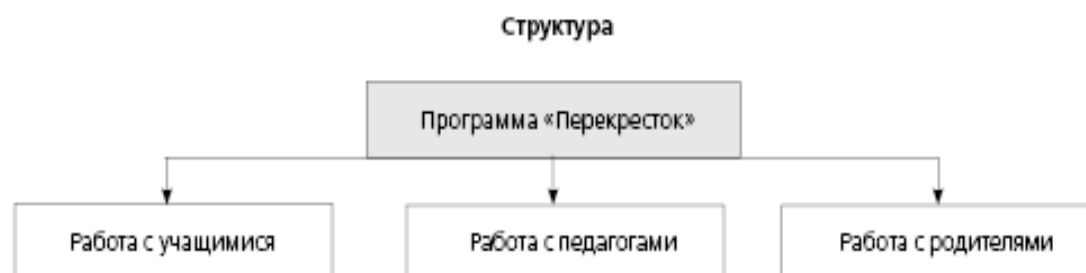 Структура
Программа «Перекресток»
Работа с учащимися
Работа с педагогами
Работа с родителями